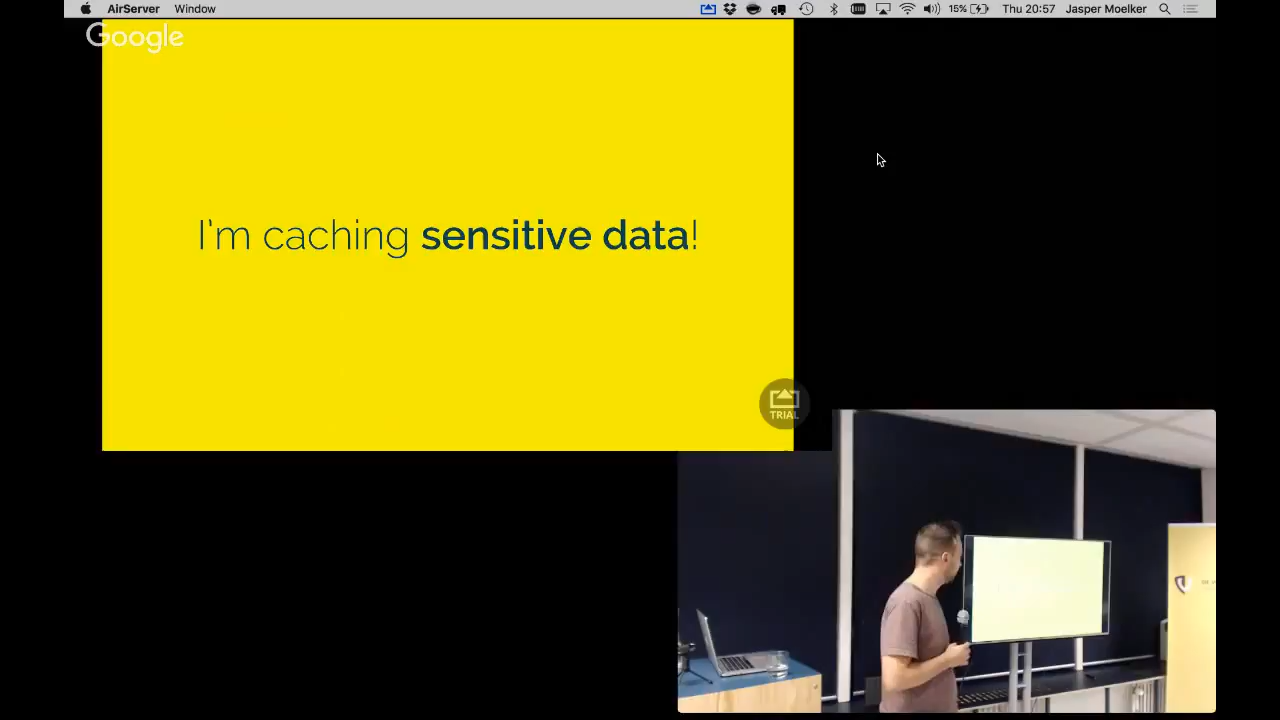 AirServer Window 15% Thu 20:57 Jasper Moelker
Google
I'm caching sensitive data!
TRIAL